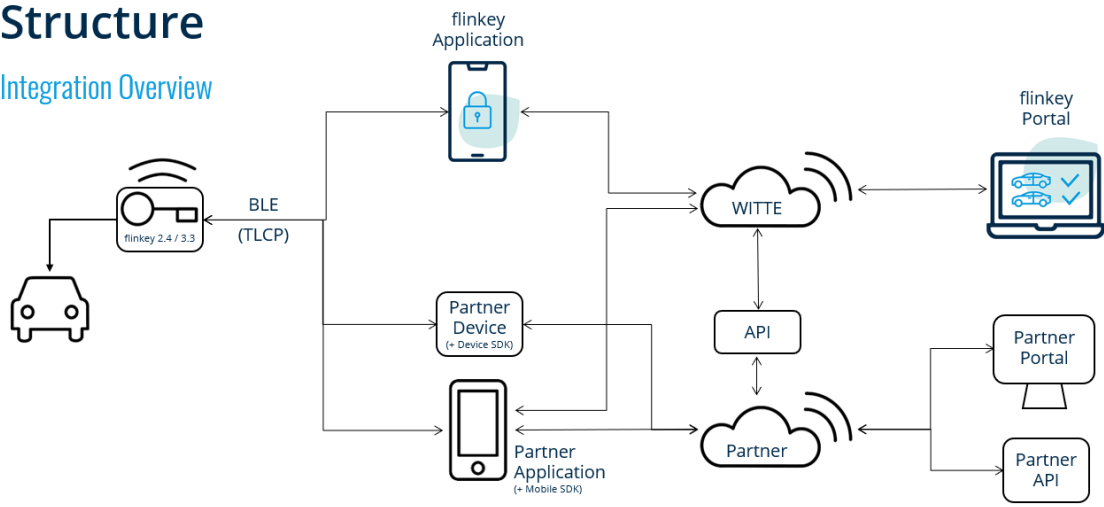 Structure
Integration Overview
flinkey
Application
flinkey
Portal
BLE
(TLCP)
flinkey 2.4 / 3.3
WITTE
Partner
Device
(+ Device SDK)
API
Partner
Portal
Partner
Application
(+ Mobile SDK)
Partner
Partner
API